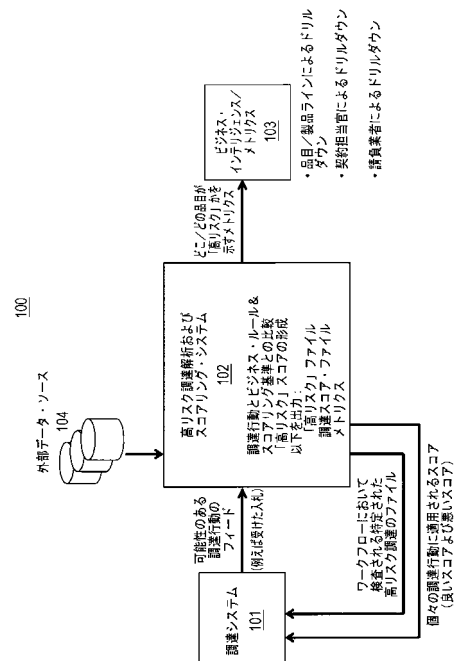 100
外部データ・ソース
104
調達システム
101
可能性のある
調達行動の
フィード
(例えば受けた入札)
高リスク調達解析および
スコアリング・システム
102
調達行動とビジネス・ルール&
スコアリング基準との比較
「高リスク」スコアの形成
以下を出力:
「高リスク」ファイル
調達スコア・ファイル
メトリクス
どこ/どの品目が
「高リスク」かを
示すメトリクス
ビジネス・
インテリジェンス/
メトリクス
103
・品目/製品ラインによるドリル
ダウン
・契約担当官によるドリルダウン
・請負業者によるドリルダウン
ワークフローにおいて
検査される特定された
高リスク調達のファイル
個々の調達行動に適用されるスコア
(良いスコアおよび悪いスコア)